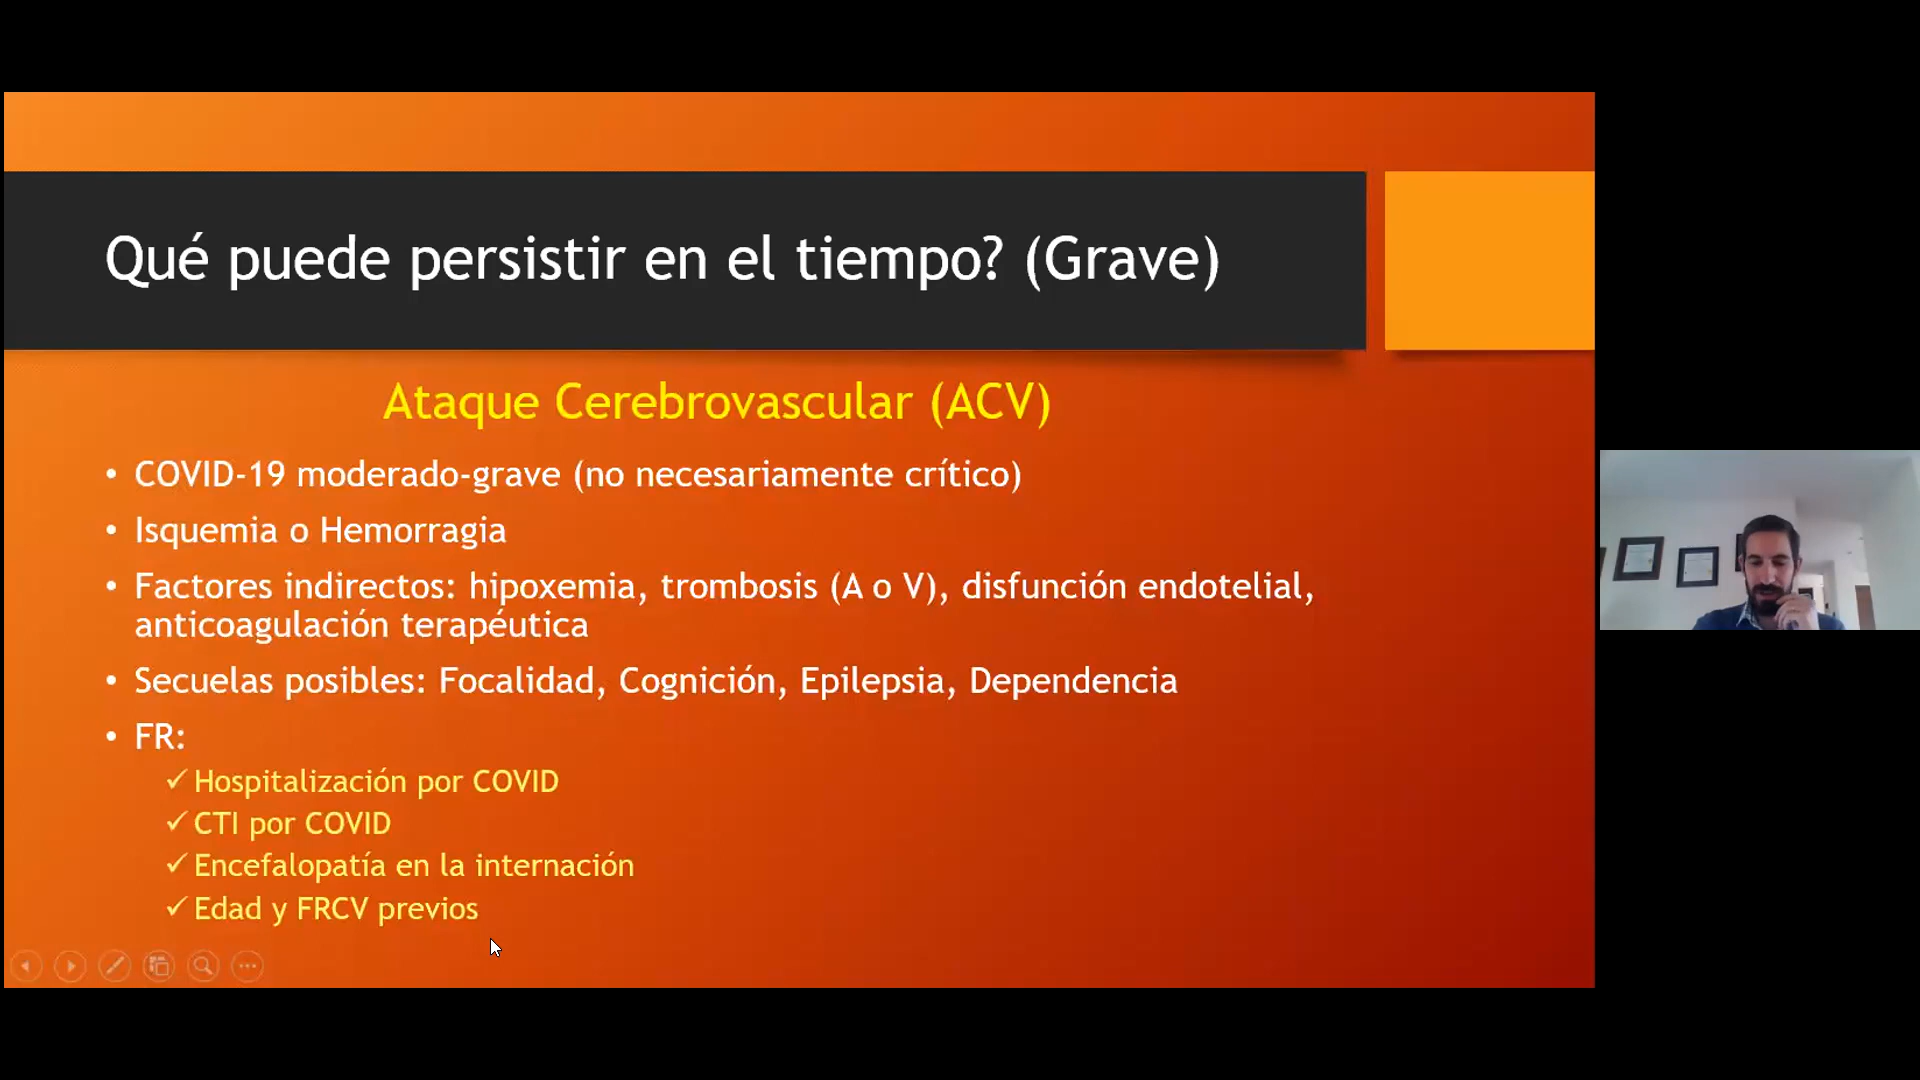 Qué puede persistir en el tiempo? (Grave)
Ataque Cerebrovascular (ACV)
• COVID-19 moderado-grave (no necesariamente crítico)
• Isquemia o Hemorragia
• Factores indirectos: hipoxemia, trombosis (A o V), disfunción endotelial,
anticoagulación terapéutica
• Secuelas posibles: Focalidad, Cognición, Epilepsia, Dependencia
• FR:
✓ Hospitalización por COVID
✓ CTI por COVID
✓ Encefalopatía en la internación
✓ Edad y FRCV previos